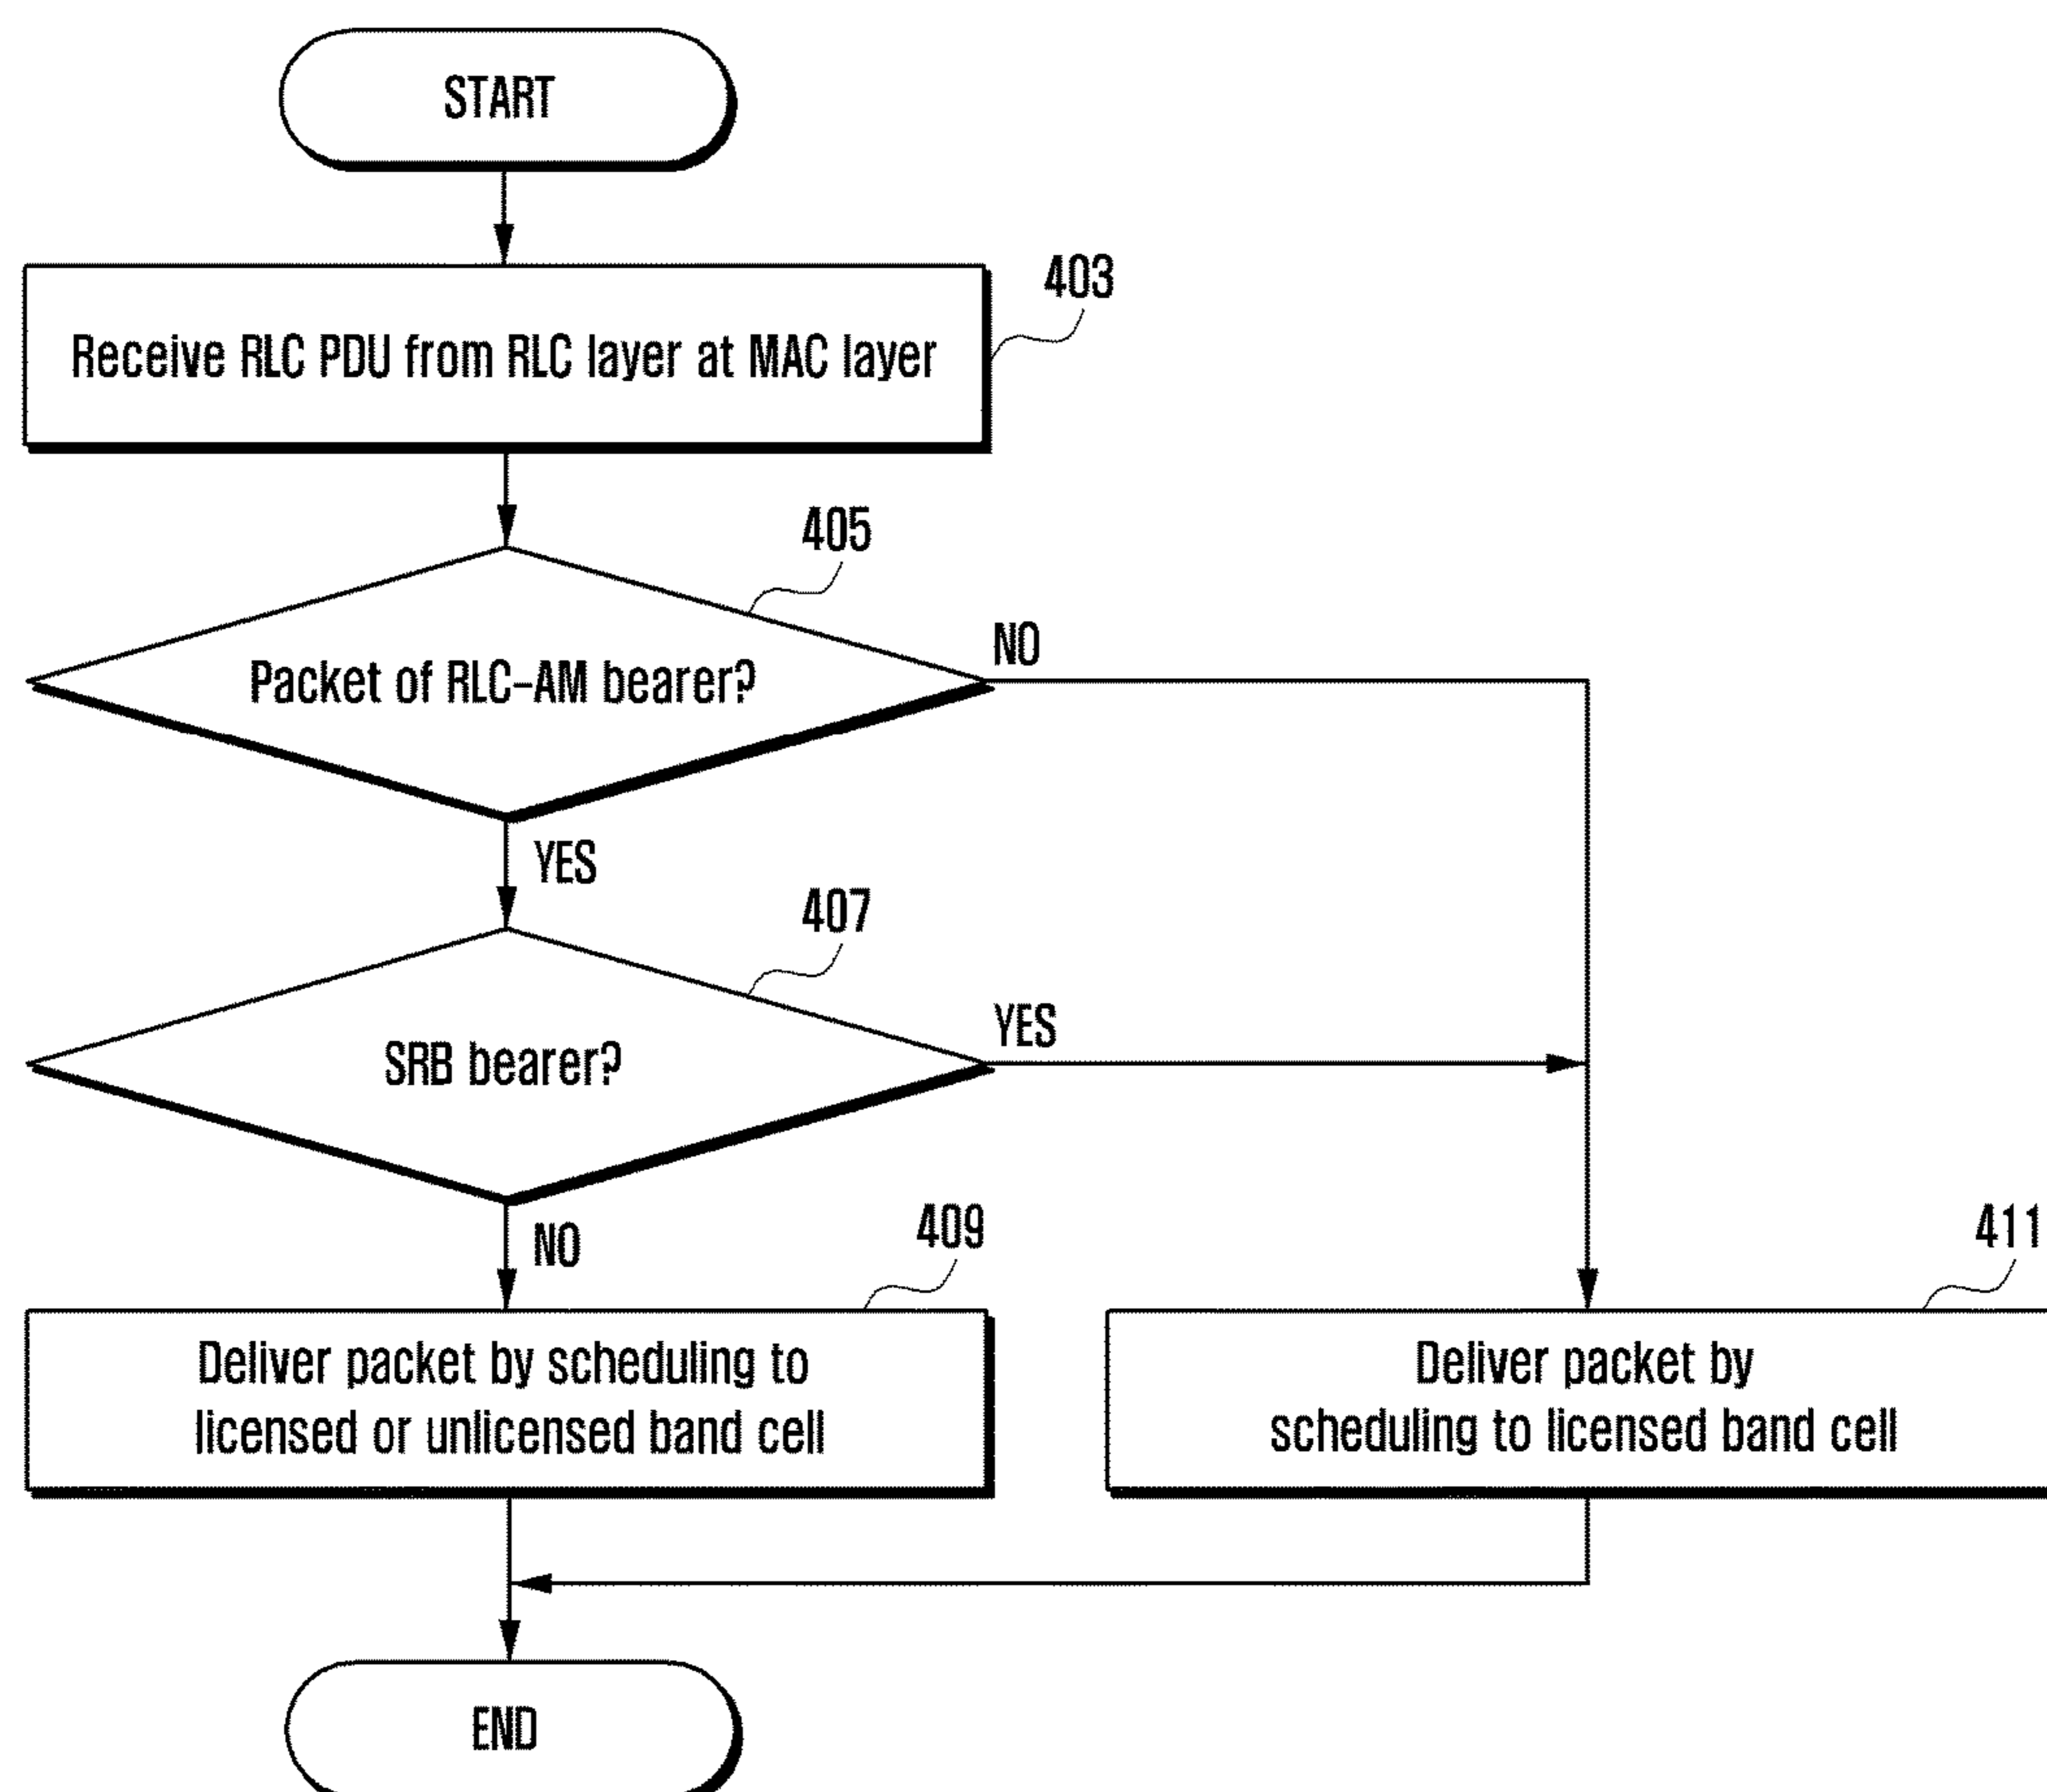 START
Receive RLC PDU from RLC layer at MAC layer
403
405
Packet of RLC-AM bearer?
NO
YES
407
SRB bearer?
YES
NO
409
Deliver packet by scheduling to
licensed or unlicensed band cell
411
Deliver packet by
scheduling to licensed band cell
END